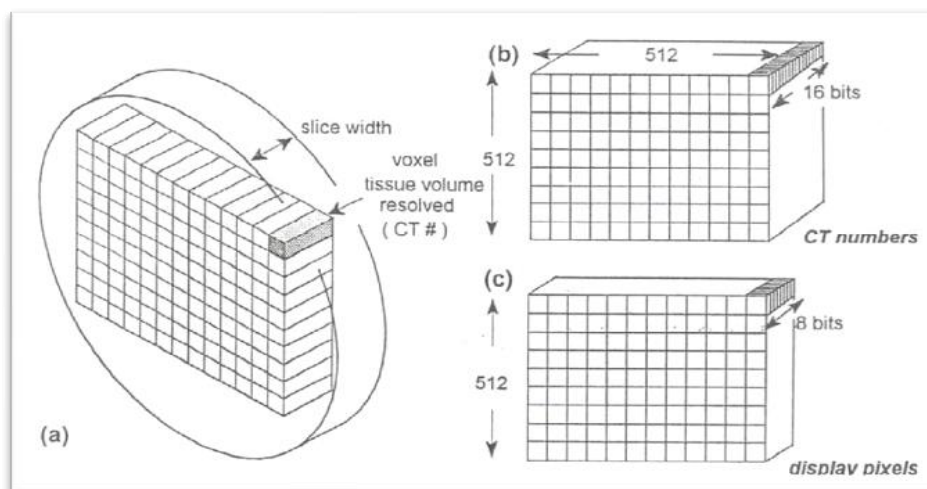 (a)
slice width
voxel
tissue volume
resolved
( CT # )
(b)
512
512
16 bits
CT numbers
(c)
512
8 bits
display pixels